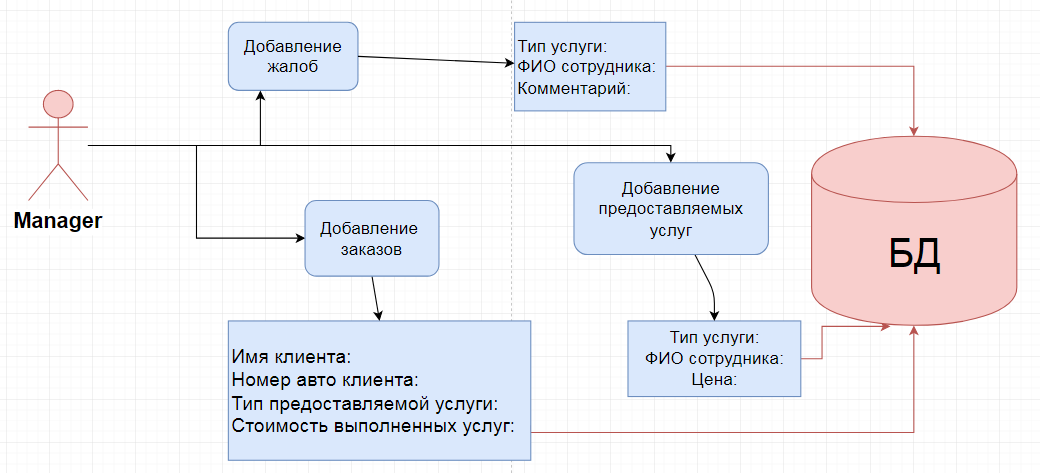 Добавление
жалоб
Тип услуги:
ФИО сотрудника:
Комментарий:
Manager
Добавление
предоставляемых
услуг
Добавление
заказов
БД
Имя клиента:
Номер авто клиента:
Тип предоставляемой услуги:
Стоимость выполненных услуг:
Тип услуги:
ФИО сотрудника:
Цена: